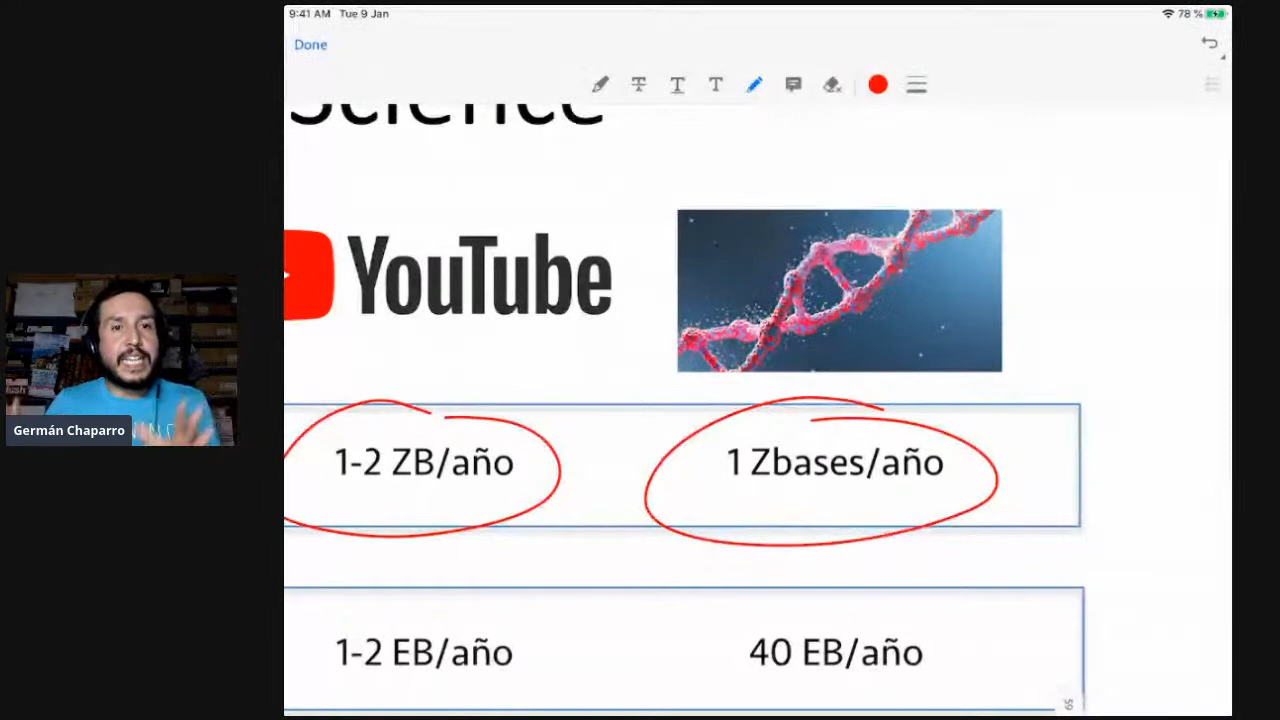 9:41 AM Tue 9 Jan
78 %
Done
T T T
Science
YouTube
1-2 ZB/año
1 Zbases/año
Germán Chaparro
1-2 EB/año
40 EB/año
59